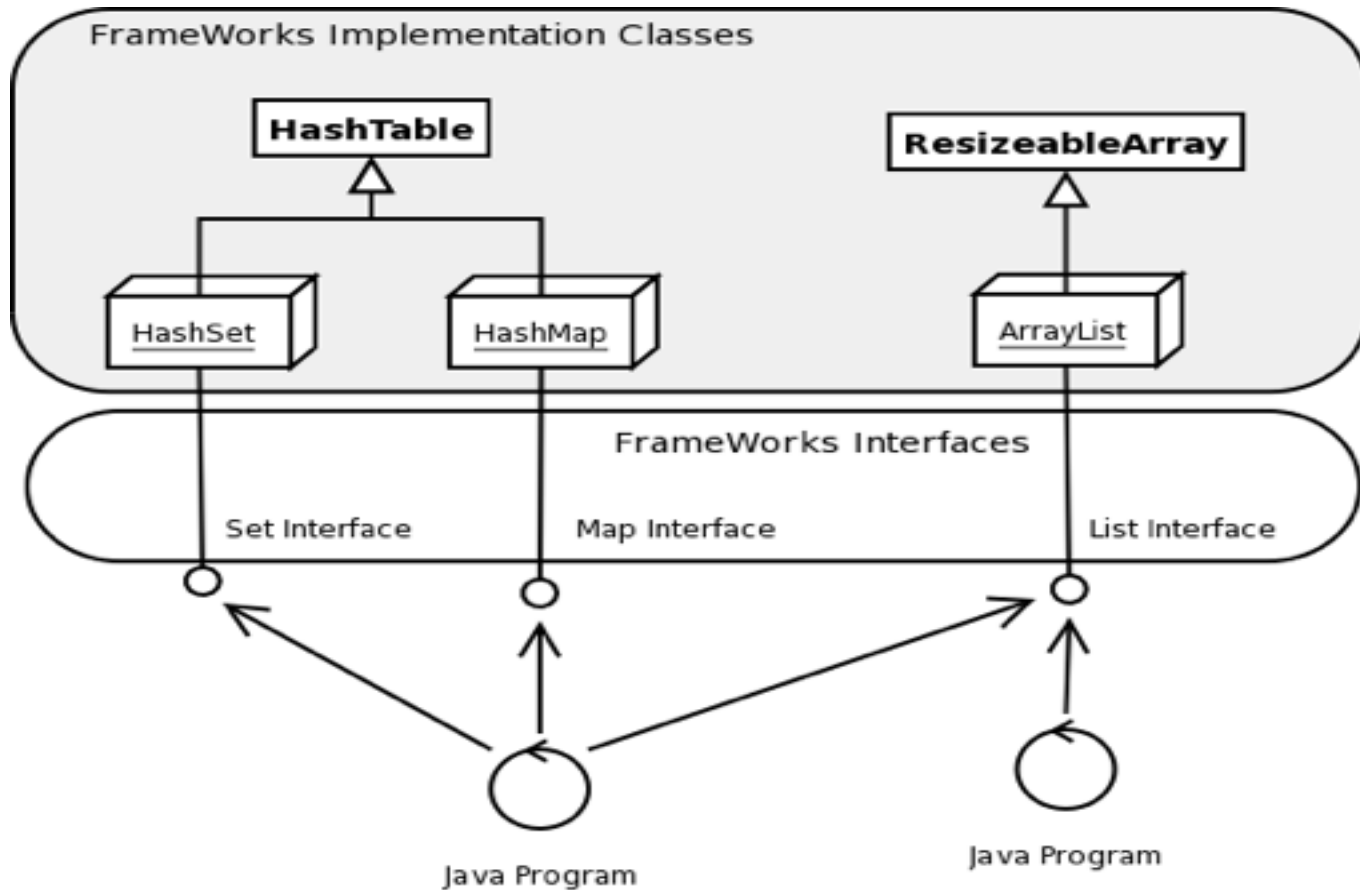 FrameWorks Implementation Classes
HashTable
ResizeableArray
HashSet
HashMap
ArrayList
FrameWorks Interfaces
Set Interface
Map Interface
List Interface
Java Program
Java Program